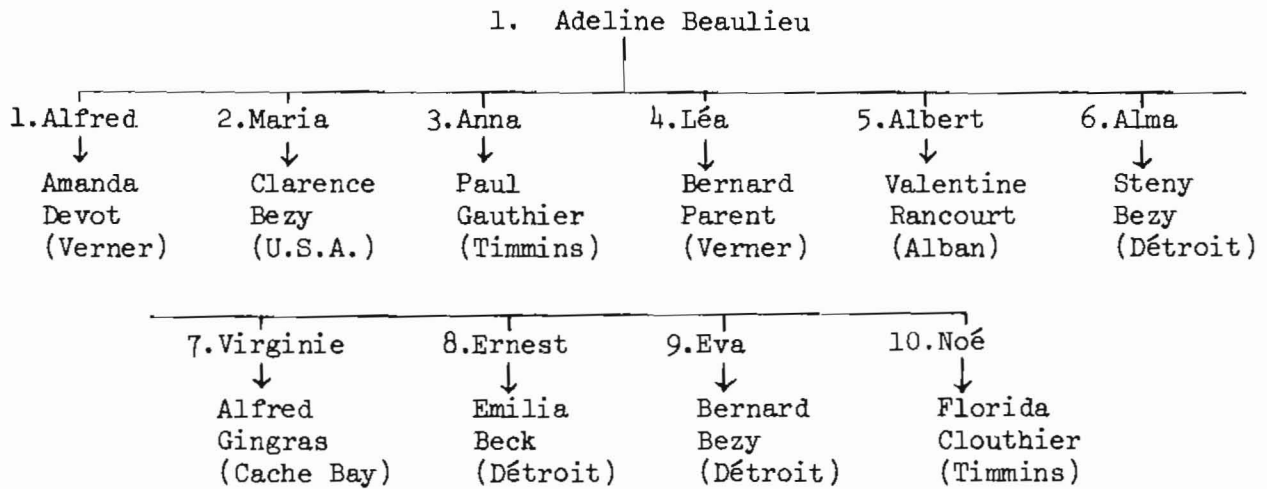 1. Adeline Beaulieu
1.Alfred 2.Maria 3.Anna 4.Léa 5.Albert 6.Alma
Amanda Clarence Paul Bernard Valentine Steny
Devot Bezy Gauthier Parent Rancourt Bezy
(Verner) (U.S.A.) (Timmins) (Verner) (Alban) (Détroit)
7.Virginie 8.Ernest 9.Eva 10.Noé
Alfred Emilia Bernard Florida
Gingras Beck Bezy Clouthier
(Cache Bay) (Détroit) (Détroit) (Timmins)